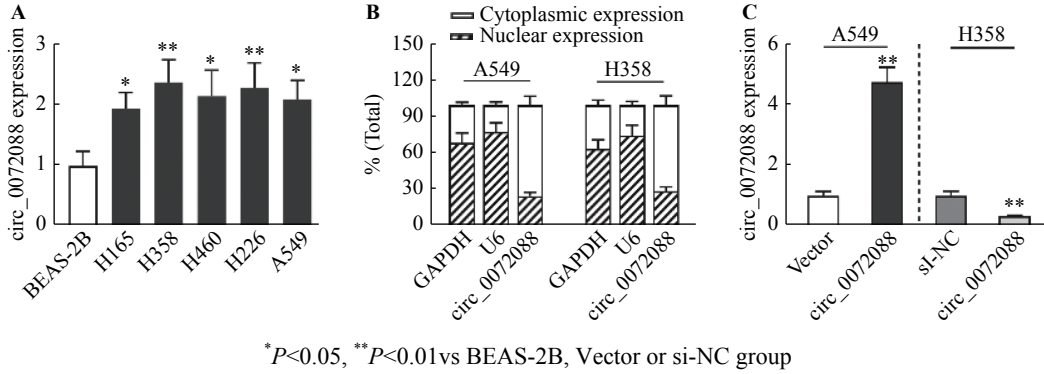 A
circ_0072088 expression
3
2
1
0
*
**
*
**
*
BEAS-2B
H165
H358
H460
H226
A549
B
Cytoplasmic expression
Nuclear expression
% (Total)
150
120
90
60
30
0
A549
H358
GAPDH
U6
circ_0072088
GAPDH
U6
circ_0072088
C
circ_0072088 expression
6
4
2
0
A549
H358
**
**
Vector
circ_0072088
sI-NC
circ_0072088
*P<0.05, **P<0.01vs BEAS-2B, Vector or si-NC group